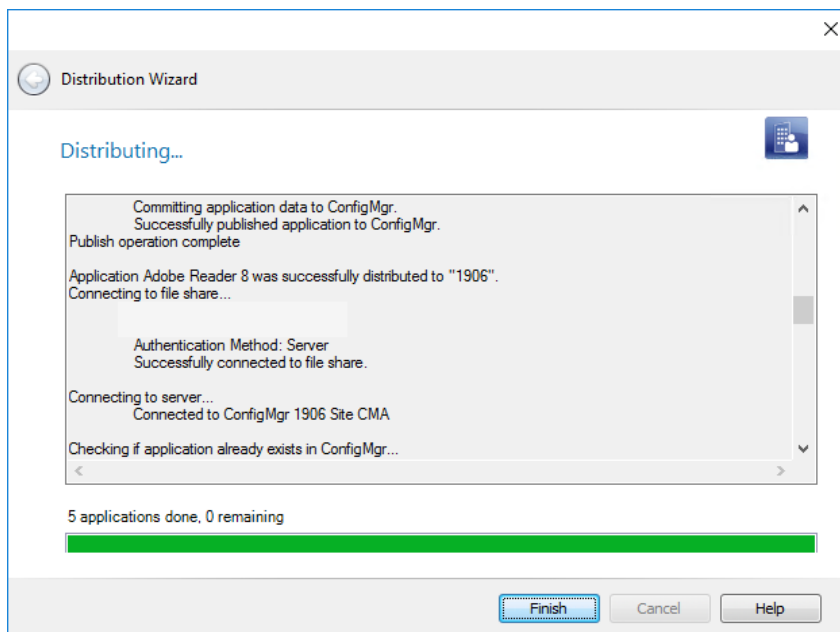 Distribution Wizard
Distributing...
Committing application data to ConfigMgr.
Successfully published application to ConfigMgr.
Publish operation complete
Application Adobe Reader 8 was successfully distributed to "1906".
Connecting to file share...
Authentication Method: Server
Successfully connected to file share.
Connecting to server...
Connected to ConfigMgr 1906 Site CMA
Checking if application already exists in ConfigMgr...
5 applications done, 0 remaining
Finish Cancel Help